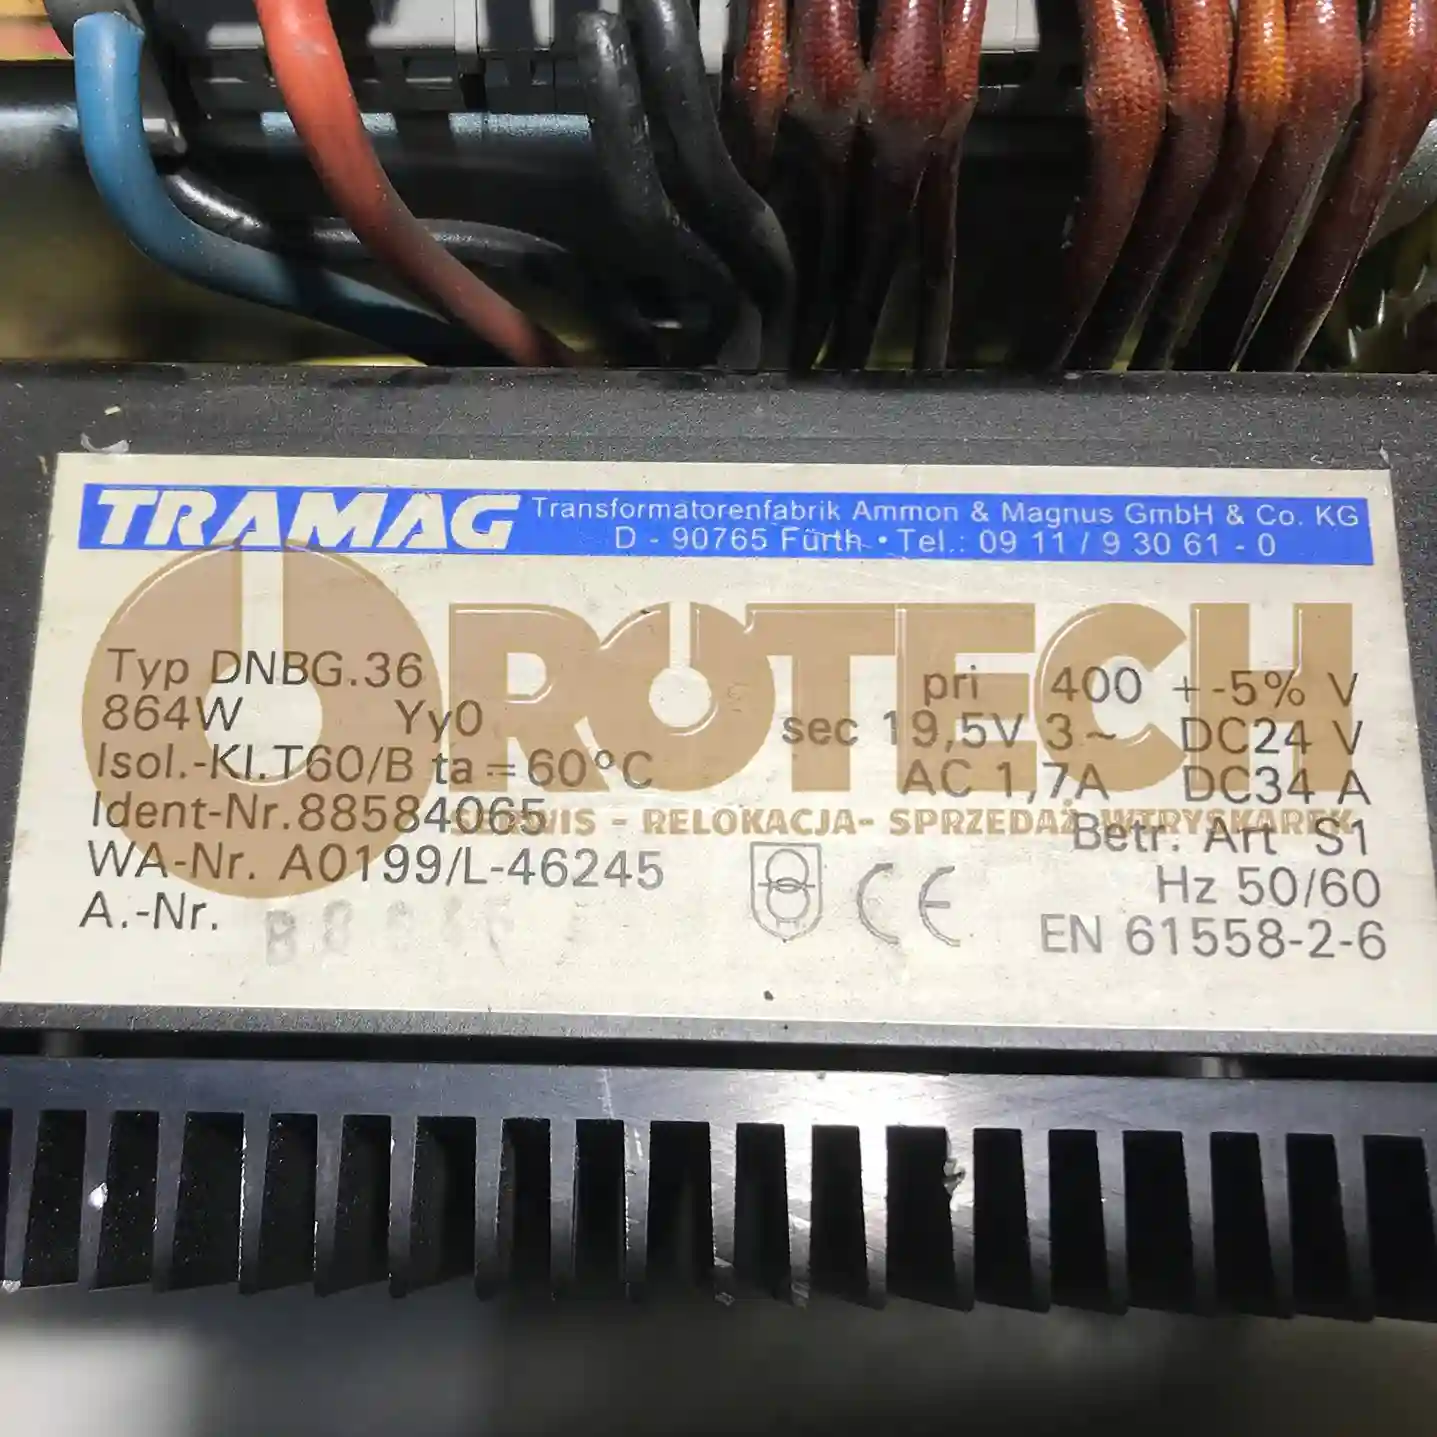 TRAMAG Transformatorenfabrik Ammon & Magnus GmbH & Co. KG
D - 90765 Fürth • Tel.: 09 11 / 9 30 61 - 0
ROTECH
SERWIS - RELOKACJA- SPRZEDAŻ WTRYSKAREK
Typ DNBG.36 pri 400 +-5% V
864W Yy0 sec 19,5V 3~ DC24 V
Isol.-Kl.T60/B ta=60°C AC 1,7A DC34 A
Ident-Nr.88584065 Betr. Art S1
WA-Nr. A0199/L-46245 CE Hz 50/60
A.-Nr. EN 61558-2-6